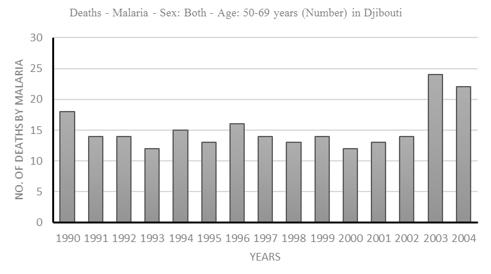 Deaths - Malaria - Sex: Both - Age: 50-69 years (Number) in Djibouti
NO. OF DEATHS BY MALARIA
30
25
20
15
10
5
0
1990 1991 1992 1993 1994 1995 1996 1997 1998 1999 2000 2001 2002 2003 2004
YEARS